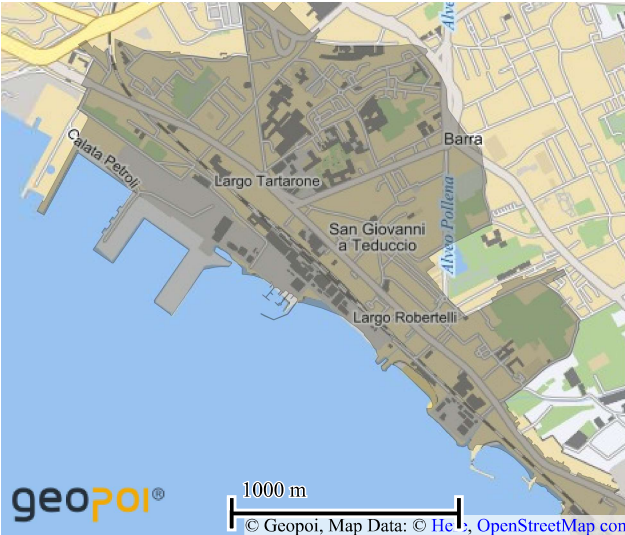 Alveo
Calata Petroli
Barra
Largo Tartarone
Alveo Pollena
San Giovanni
a Teduccio
Largo Robertelli
geopoi®
1000 m
© Geopoi, Map Data: © Here, OpenStreetMap con